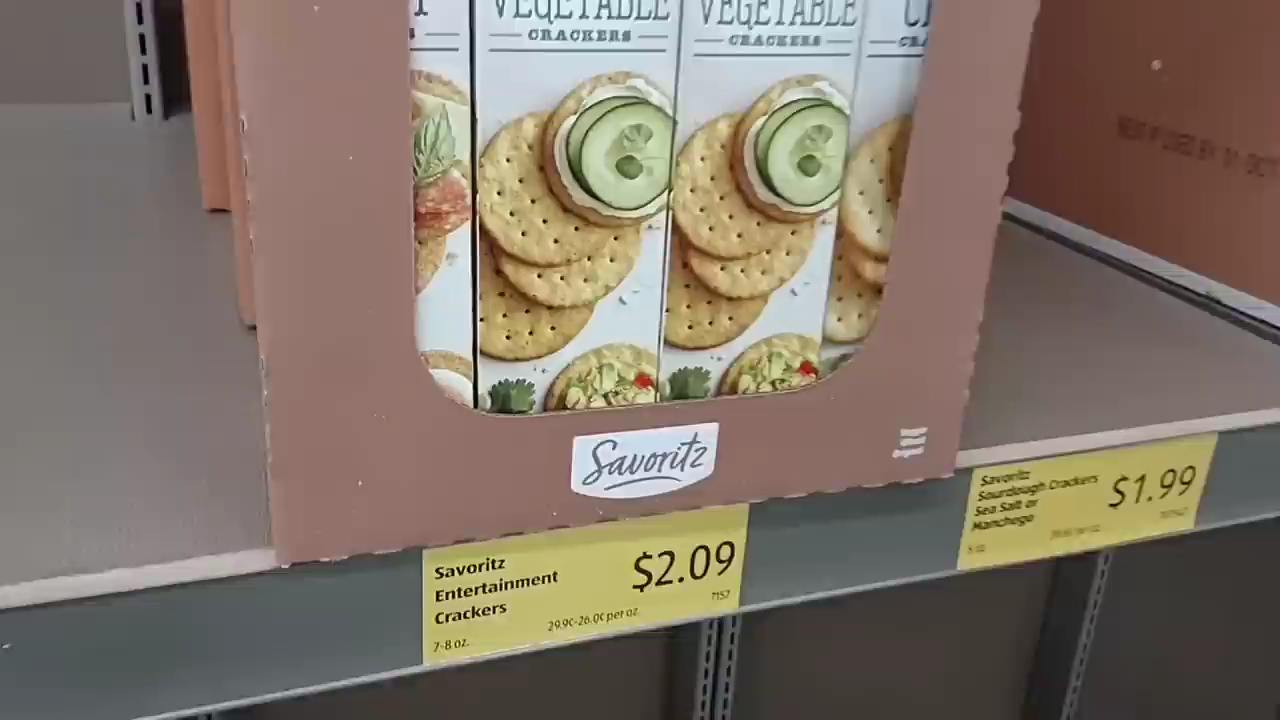 VEGETABLE
CRACKERS
VEGETABLE
CRACKERS
Savoritz
Savoritz
Entertainment
Crackers
$2.09
7157
29.9¢-26.0¢ per oz.
7-8 oz.
Savoritz
Sourdough Crackers
Sea Salt or
Manchego
$1.99